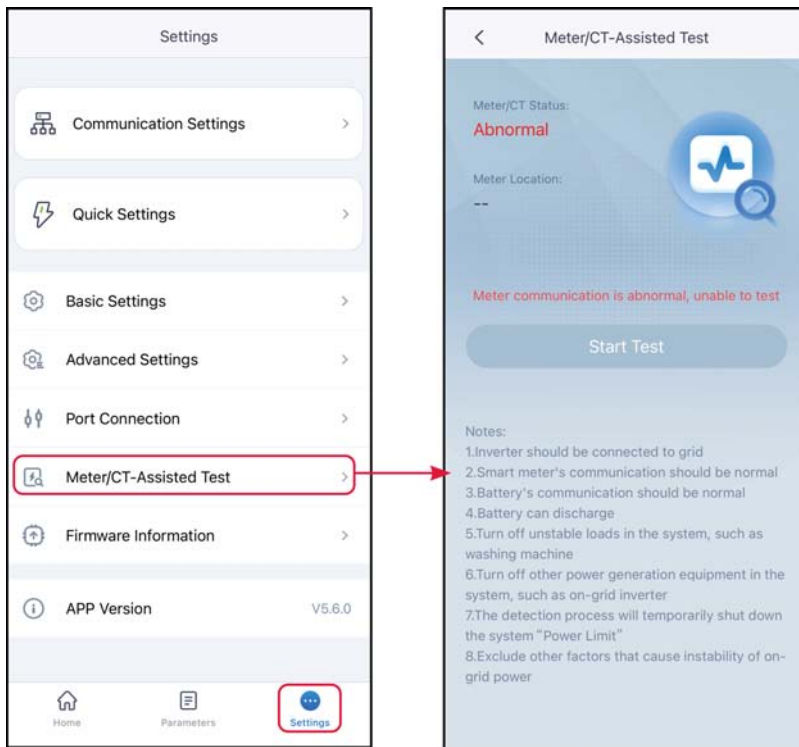 Settings
Communication Settings
Quick Settings
Basic Settings
Advanced Settings
Port Connection
Meter/CT-Assisted Test
Firmware Information
APP Version V5.6.0
Home Parameters Settings
Meter/CT-Assisted Test
Meter/CT Status:
Abnormal
Meter Location:
--
Meter communication is abnormal, unable to test
Start Test
Notes:
1.Inverter should be connected to grid
2.Smart meter's communication should be normal
3.Battery's communication should be normal
4.Battery can discharge
5.Turn off unstable loads in the system, such as
washing machine
6.Turn off other power generation equipment in the
system, such as on-grid inverter
7.The detection process will temporarily shut down
the system "Power Limit"
8.Exclude other factors that cause instability of on-
grid power